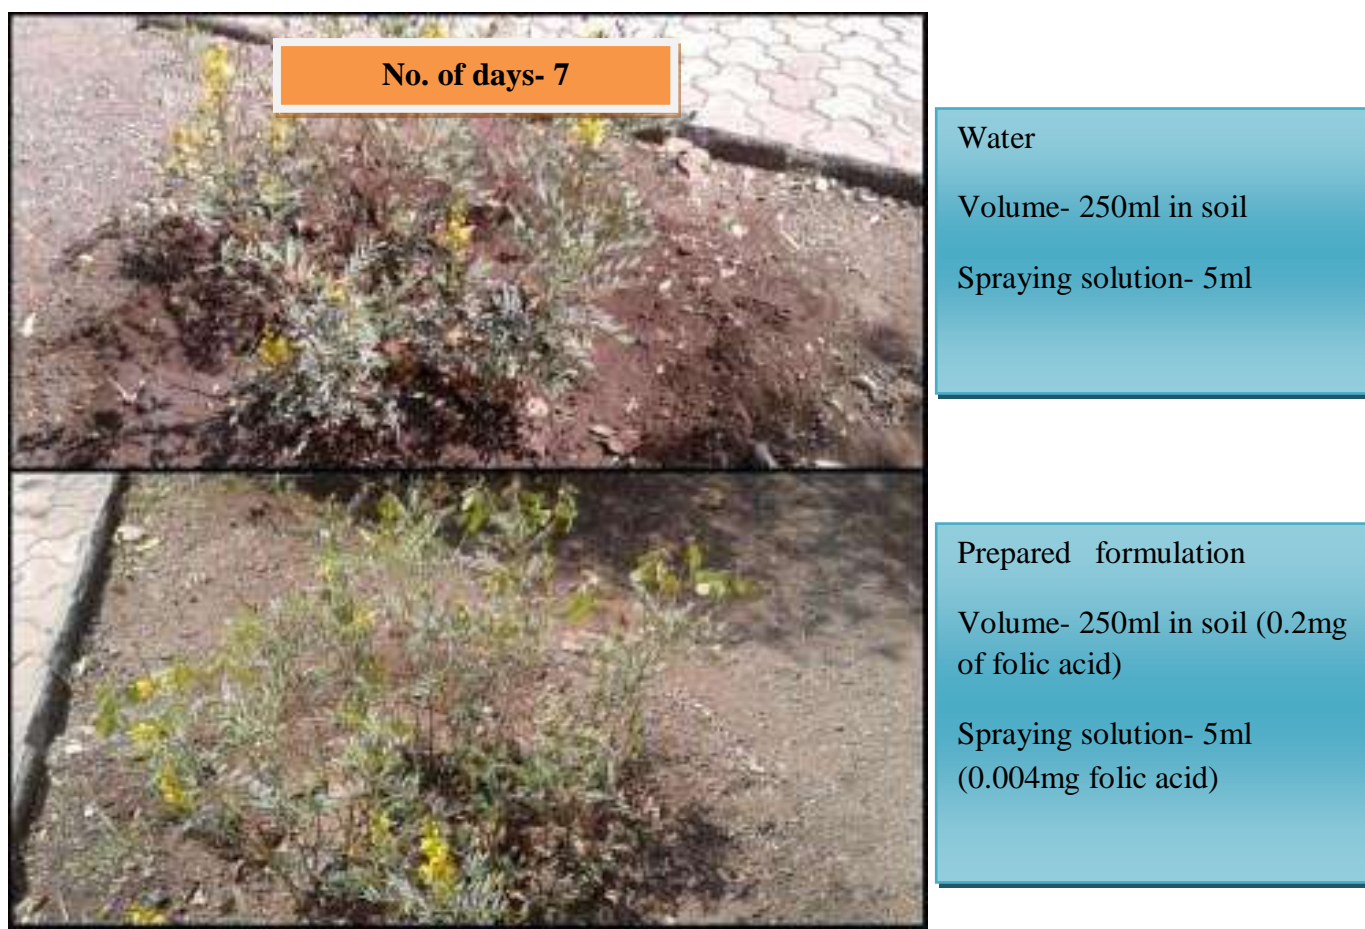 No. of days- 7
Water
Volume- 250ml in soil
Spraying solution- 5ml
Prepared formulation
Volume- 250ml in soil (0.2mg
of folic acid)
Spraying solution- 5ml
(0.004mg folic acid)